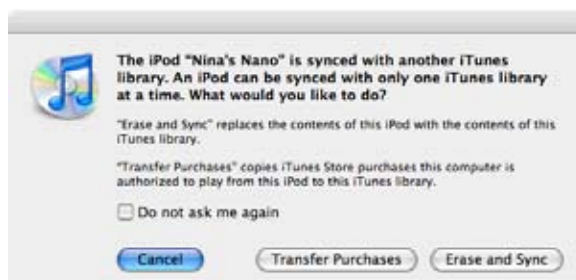 The iPod "Nina's Nano" is synced with another iTunes
library. An iPod can be synced with only one iTunes library
at a time. What would you like to do?
"Erase and Sync" replaces the contents of this iPod with the contents of this
iTunes library.
"Transfer Purchases" copies iTunes Store purchases this computer is
authorized to play from this iPod to this iTunes library.
Do not ask me again
Cancel Transfer Purchases Erase and Sync